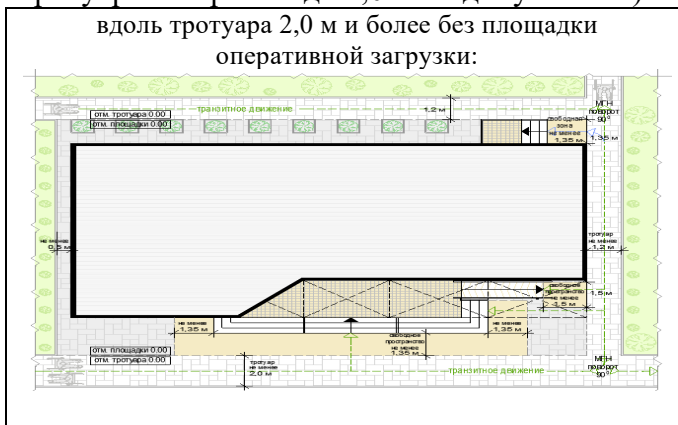 вдоль тротуара 2,0 м и более без площадки
оперативной загрузки:
отм. тротуара 0.00
транзитное движение
1,2 м
отм. площадки 0.00
свободная
зона
не менее
1,35 м
МГН
поворот
90°
1,35 м
не менее
0,5 м
тротуар
не менее
1,2 м
свободное
пространство
не менее
1,5 м
1,5 м
не менее
1,35 м
свободное
пространство
не менее
1,35 м
не менее
1,35 м
отм. площадки 0.00
отм. тротуара 0.00
тротуар
не менее
2,0 м
транзитное движение
МГН
поворот
90°